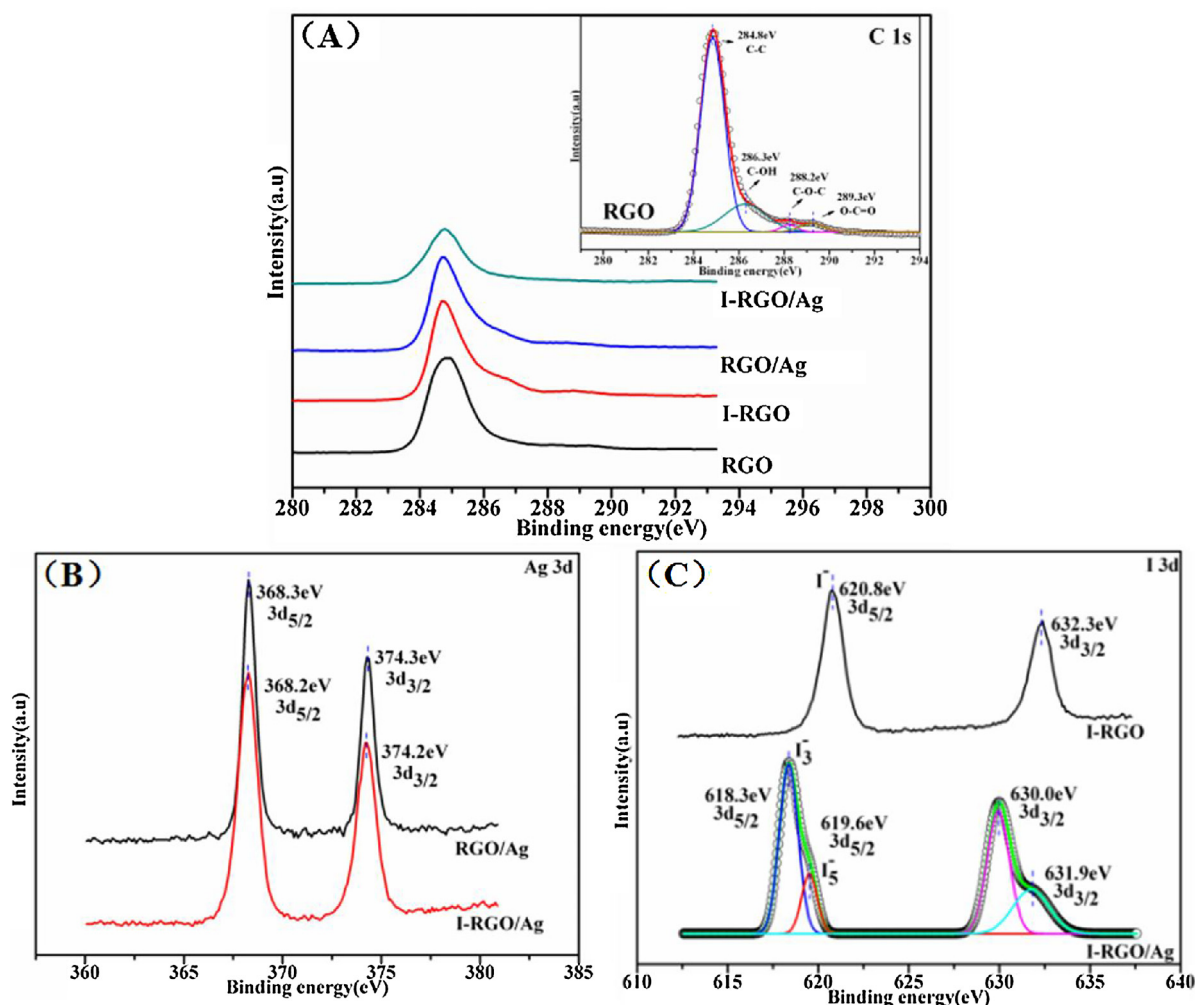 (A)
C 1s
284.8eV
C-C
286.3eV
C-OH
288.2eV
C-O-C
289.3eV
O-C=O
RGO
Intensity(a.u)
280 282 284 286 288 290 292 294
Binding energy(eV)
I-RGO/Ag
RGO/Ag
I-RGO
RGO
Intensity(a.u)
280 282 284 286 288 290 292 294 296 298 300
Binding energy(eV)
(B)
Ag 3d
368.3eV
3d5/2
374.3eV
3d3/2
368.2eV
3d5/2
374.2eV
3d3/2
RGO/Ag
I-RGO/Ag
Intensity(a.u)
360 365 370 375 380 385
Binding energy(eV)
(C)
I 3d
I-
620.8eV
3d5/2
632.3eV
3d3/2
I-RGO
I3-
618.3eV
3d5/2
619.6eV
3d5/2
I5-
630.0eV
3d3/2
631.9eV
3d3/2
I-RGO/Ag
Intensity(a.u)
610 615 620 625 630 635 640
Binding energy(eV)